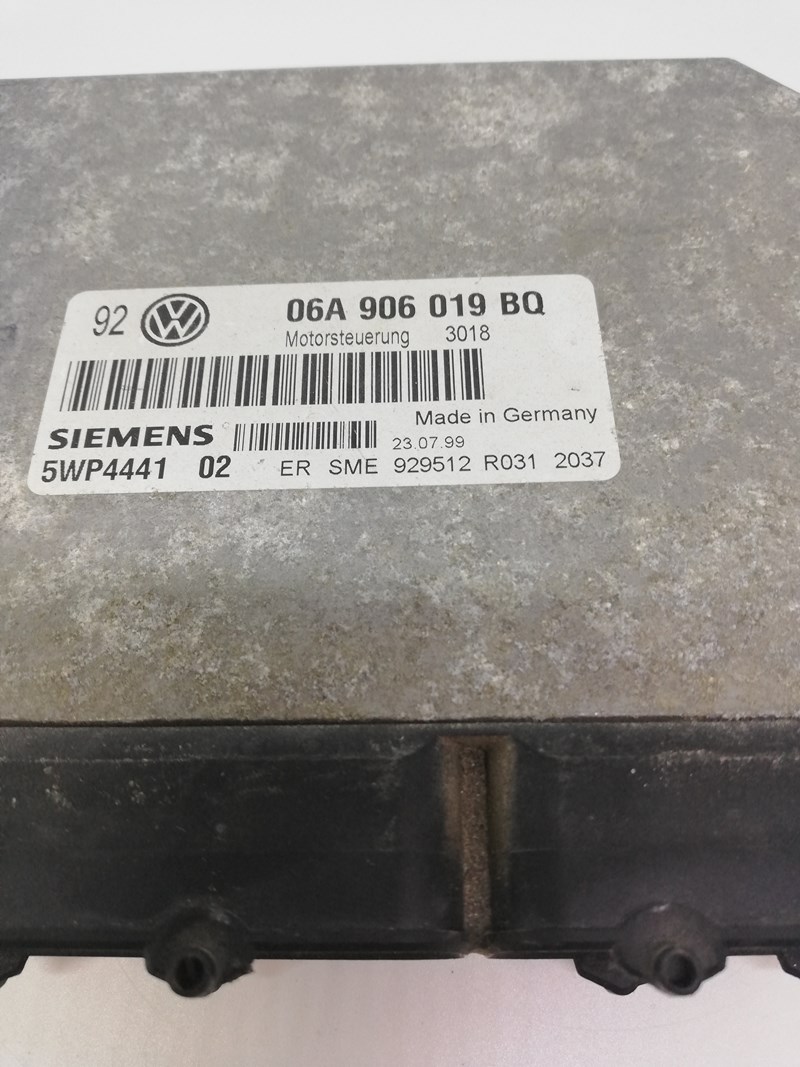 92 VW 06A 906 019 BQ
Motorsteuerung 3018
Made in Germany
SIEMENS 23.07.99
5WP4441 02 ER SME 929512 R031 2037